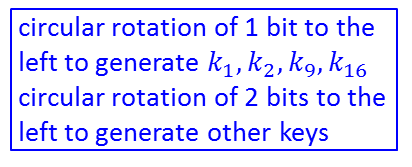 circular rotation of 1 bit to the
left to generate k₁, k₂, k₉, k₁₆
circular rotation of 2 bits to the
left to generate other keys